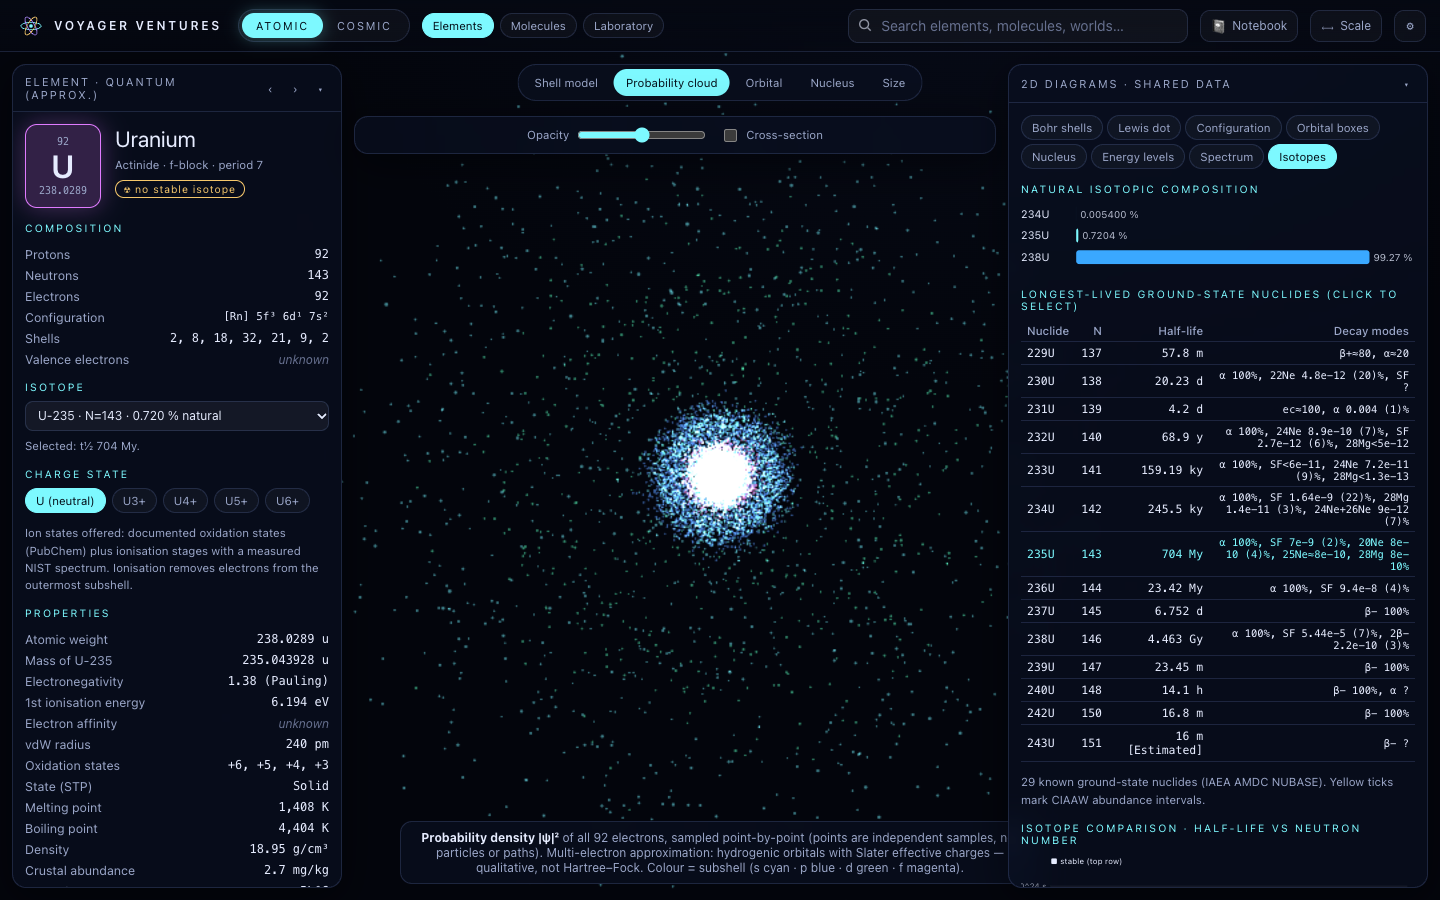 VOYAGER VENTURES
ATOMIC
COSMIC
Elements
Molecules
Laboratory
Search elements, molecules, worlds...
Notebook
Scale
ELEMENT · QUANTUM
(APPROX.)
92
U
238.0289
Uranium
Actinide · f-block · period 7
☢ no stable isotope
COMPOSITION
Protons 92
Neutrons 143
Electrons 92
Configuration [Rn] 5f³ 6d¹ 7s²
Shells 2, 8, 18, 32, 21, 9, 2
Valence electrons unknown
ISOTOPE
U-235 · N=143 · 0.720 % natural
Selected: t½ 704 My.
CHARGE STATE
U (neutral) U3+ U4+ U5+ U6+
Ion states offered: documented oxidation states
(PubChem) plus ionisation stages with a measured
NIST spectrum. Ionisation removes electrons from the
outermost subshell.
PROPERTIES
Atomic weight 238.0289 u
Mass of U-235 235.043928 u
Electronegativity 1.38 (Pauling)
1st ionisation energy 6.194 eV
Electron affinity unknown
vdW radius 240 pm
Oxidation states +6, +5, +4, +3
State (STP) Solid
Melting point 1,408 K
Boiling point 4,404 K
Density 18.95 g/cm³
Crustal abundance 2.7 mg/kg
Shell model Probability cloud Orbital Nucleus Size
Opacity Cross-section
Probability density |ψ|² of all 92 electrons, sampled point-by-point (points are independent samples, n
particles or paths). Multi-electron approximation: hydrogenic orbitals with Slater effective charges —
qualitative, not Hartree–Fock. Colour = subshell (s cyan · p blue · d green · f magenta).
2D DIAGRAMS · SHARED DATA
Bohr shells Lewis dot Configuration Orbital boxes
Nucleus Energy levels Spectrum Isotopes
NATURAL ISOTOPIC COMPOSITION
234U 0.005400 %
235U 0.7204 %
238U 99.27 %
LONGEST-LIVED GROUND-STATE NUCLIDES (CLICK TO
SELECT)
Nuclide N Half-life Decay modes
229U 137 57.8 m β+≈80, α≈20
230U 138 20.23 d α 100%, 22Ne 4.8e−12 (20)%, SF
?
231U 139 4.2 d ec≈100, α 0.004 (1)%
232U 140 68.9 y α 100%, 24Ne 8.9e−10 (7)%, SF
2.7e−12 (6)%, 28Mg<5e−12
233U 141 159.19 ky α 100%, SF<6e−11, 24Ne 7.2e−11
(9)%, 28Mg<1.3e−13
234U 142 245.5 ky α 100%, SF 1.64e−9 (22)%, 28Mg
1.4e−11 (3)%, 24Ne+26Ne 9e−12
(7)%
235U 143 704 My α 100%, SF 7e−9 (2)%, 20Ne 8e−
10 (4)%, 25Ne≈8e−10, 28Mg 8e−
10%
236U 144 23.42 My α 100%, SF 9.4e−8 (4)%
237U 145 6.752 d β− 100%
238U 146 4.463 Gy α 100%, SF 5.44e−5 (7)%, 2β−
2.2e−10 (3)%
239U 147 23.45 m β− 100%
240U 148 14.1 h β− 100%, α ?
242U 150 16.8 m β− 100%
243U 151 16 m
[Estimated] β− ?
29 known ground-state nuclides (IAEA AMDC NUBASE). Yellow ticks
mark CIAAW abundance intervals.
ISOTOPE COMPARISON · HALF-LIFE VS NEUTRON
NUMBER
stable (top row)